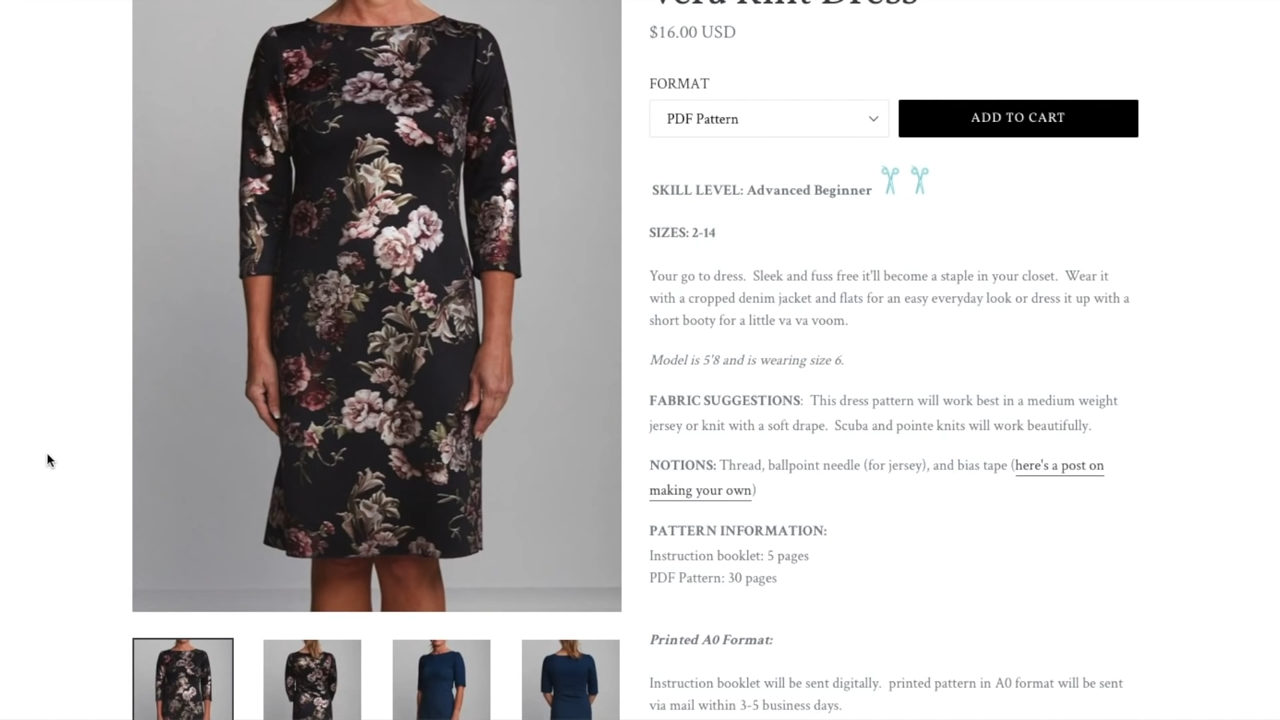 Vera Knit Dress
$16.00 USD
FORMAT
PDF Pattern
ADD TO CART
SKILL LEVEL: Advanced Beginner
SIZES: 2-14
Your go to dress. Sleek and fuss free it'll become a staple in your closet. Wear it
with a cropped denim jacket and flats for an easy everyday look or dress it up with a
short booty for a little va va voom.
Model is 5'8 and is wearing size 6.
FABRIC SUGGESTIONS: This dress pattern will work best in a medium weight
jersey or knit with a soft drape. Scuba and pointe knits will work beautifully.
NOTIONS: Thread, ballpoint needle (for jersey), and bias tape (here's a post on
making your own)
PATTERN INFORMATION:
Instruction booklet: 5 pages
PDF Pattern: 30 pages
Printed A0 Format:
Instruction booklet will be sent digitally. printed pattern in A0 format will be sent
via mail within 3-5 business days.